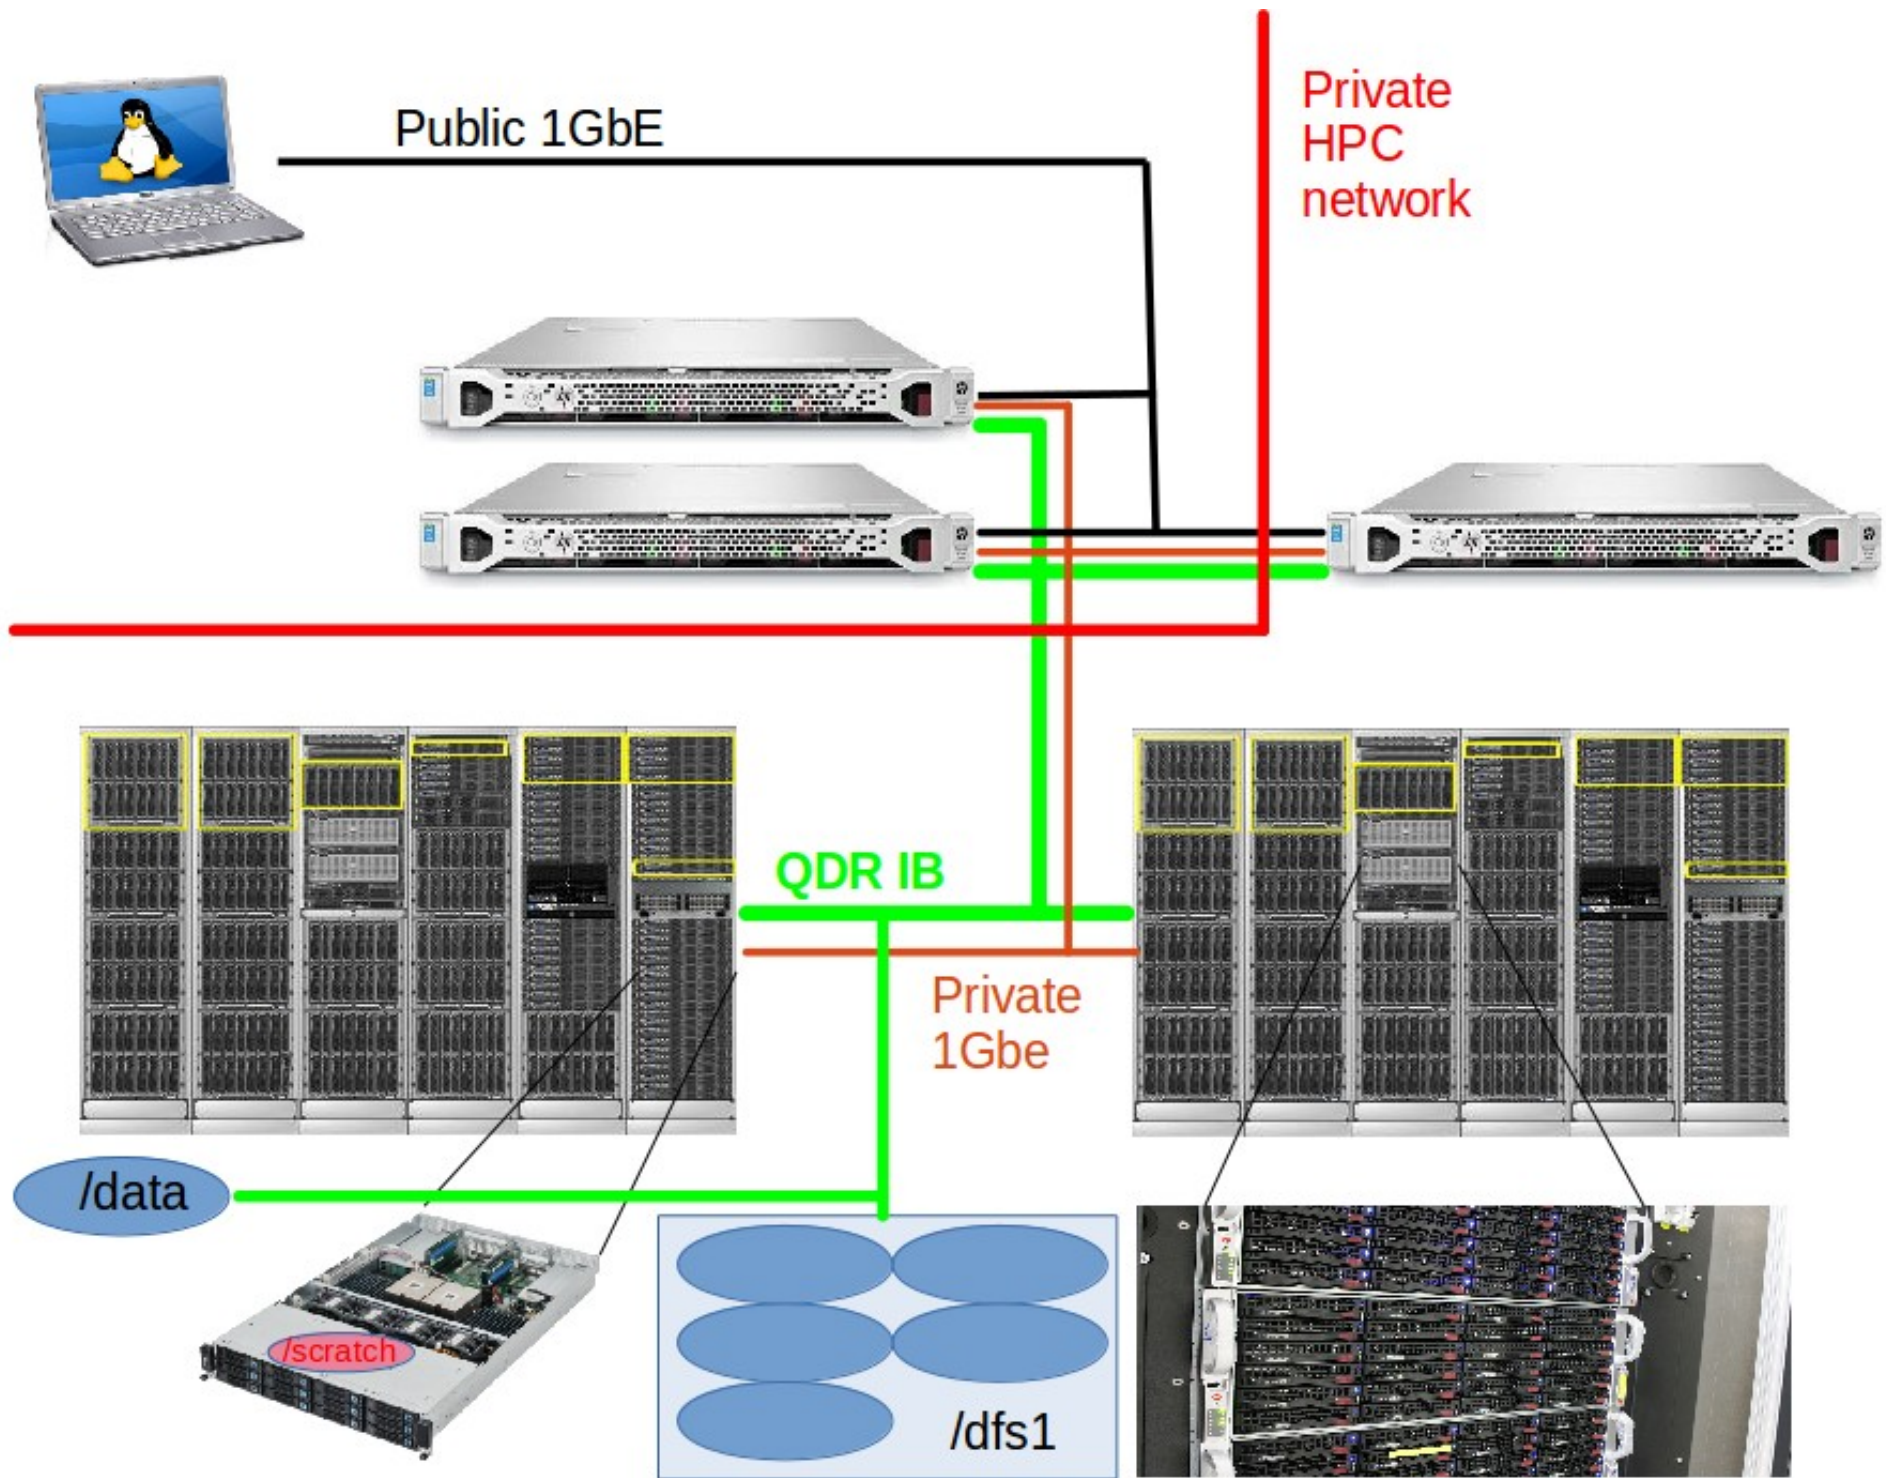 Public 1GbE
Private
HPC
network
QDR IB
Private
1Gbe
/data
/scratch
/dfs1